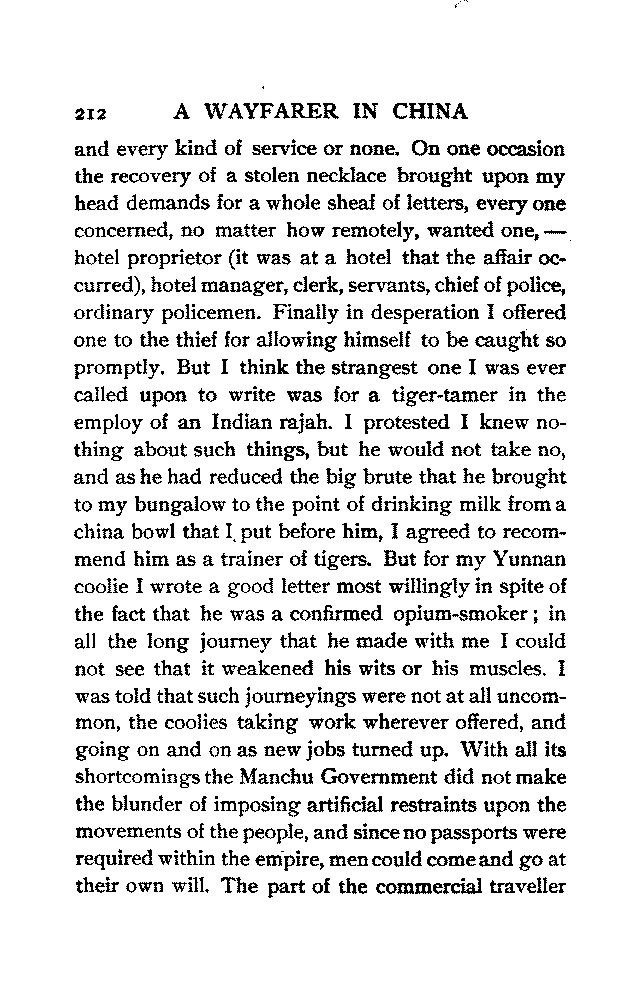 212 A WAYFARER IN CHINA
and every kind of service or none. On one occasion
the recovery of a stolen necklace brought upon my
head demands for a whole sheaf of letters, every one
concerned, no matter how remotely, wanted one, —
hotel proprietor (it was at a hotel that the affair oc-
curred), hotel manager, clerk, servants, chief of police,
ordinary policemen. Finally in desperation I offered
one to the thief for allowing himself to be caught so
promptly. But I think the strangest one I was ever
called upon to write was for a tiger-tamer in the
employ of an Indian rajah. I protested I knew no-
thing about such things, but he would not take no,
and as he had reduced the big brute that he brought
to my bungalow to the point of drinking milk from a
china bowl that I put before him, I agreed to recom-
mend him as a trainer of tigers. But for my Yunnan
coolie I wrote a good letter most willingly in spite of
the fact that he was a confirmed opium-smoker; in
all the long journey that he made with me I could
not see that it weakened his wits or his muscles. I
was told that such journeyings were not at all uncom-
mon, the coolies taking work wherever offered, and
going on and on as new jobs turned up. With all its
shortcomings the Manchu Government did not make
the blunder of imposing artificial restraints upon the
movements of the people, and since no passports were
required within the empire, men could come and go at
their own will. The part of the commercial traveller